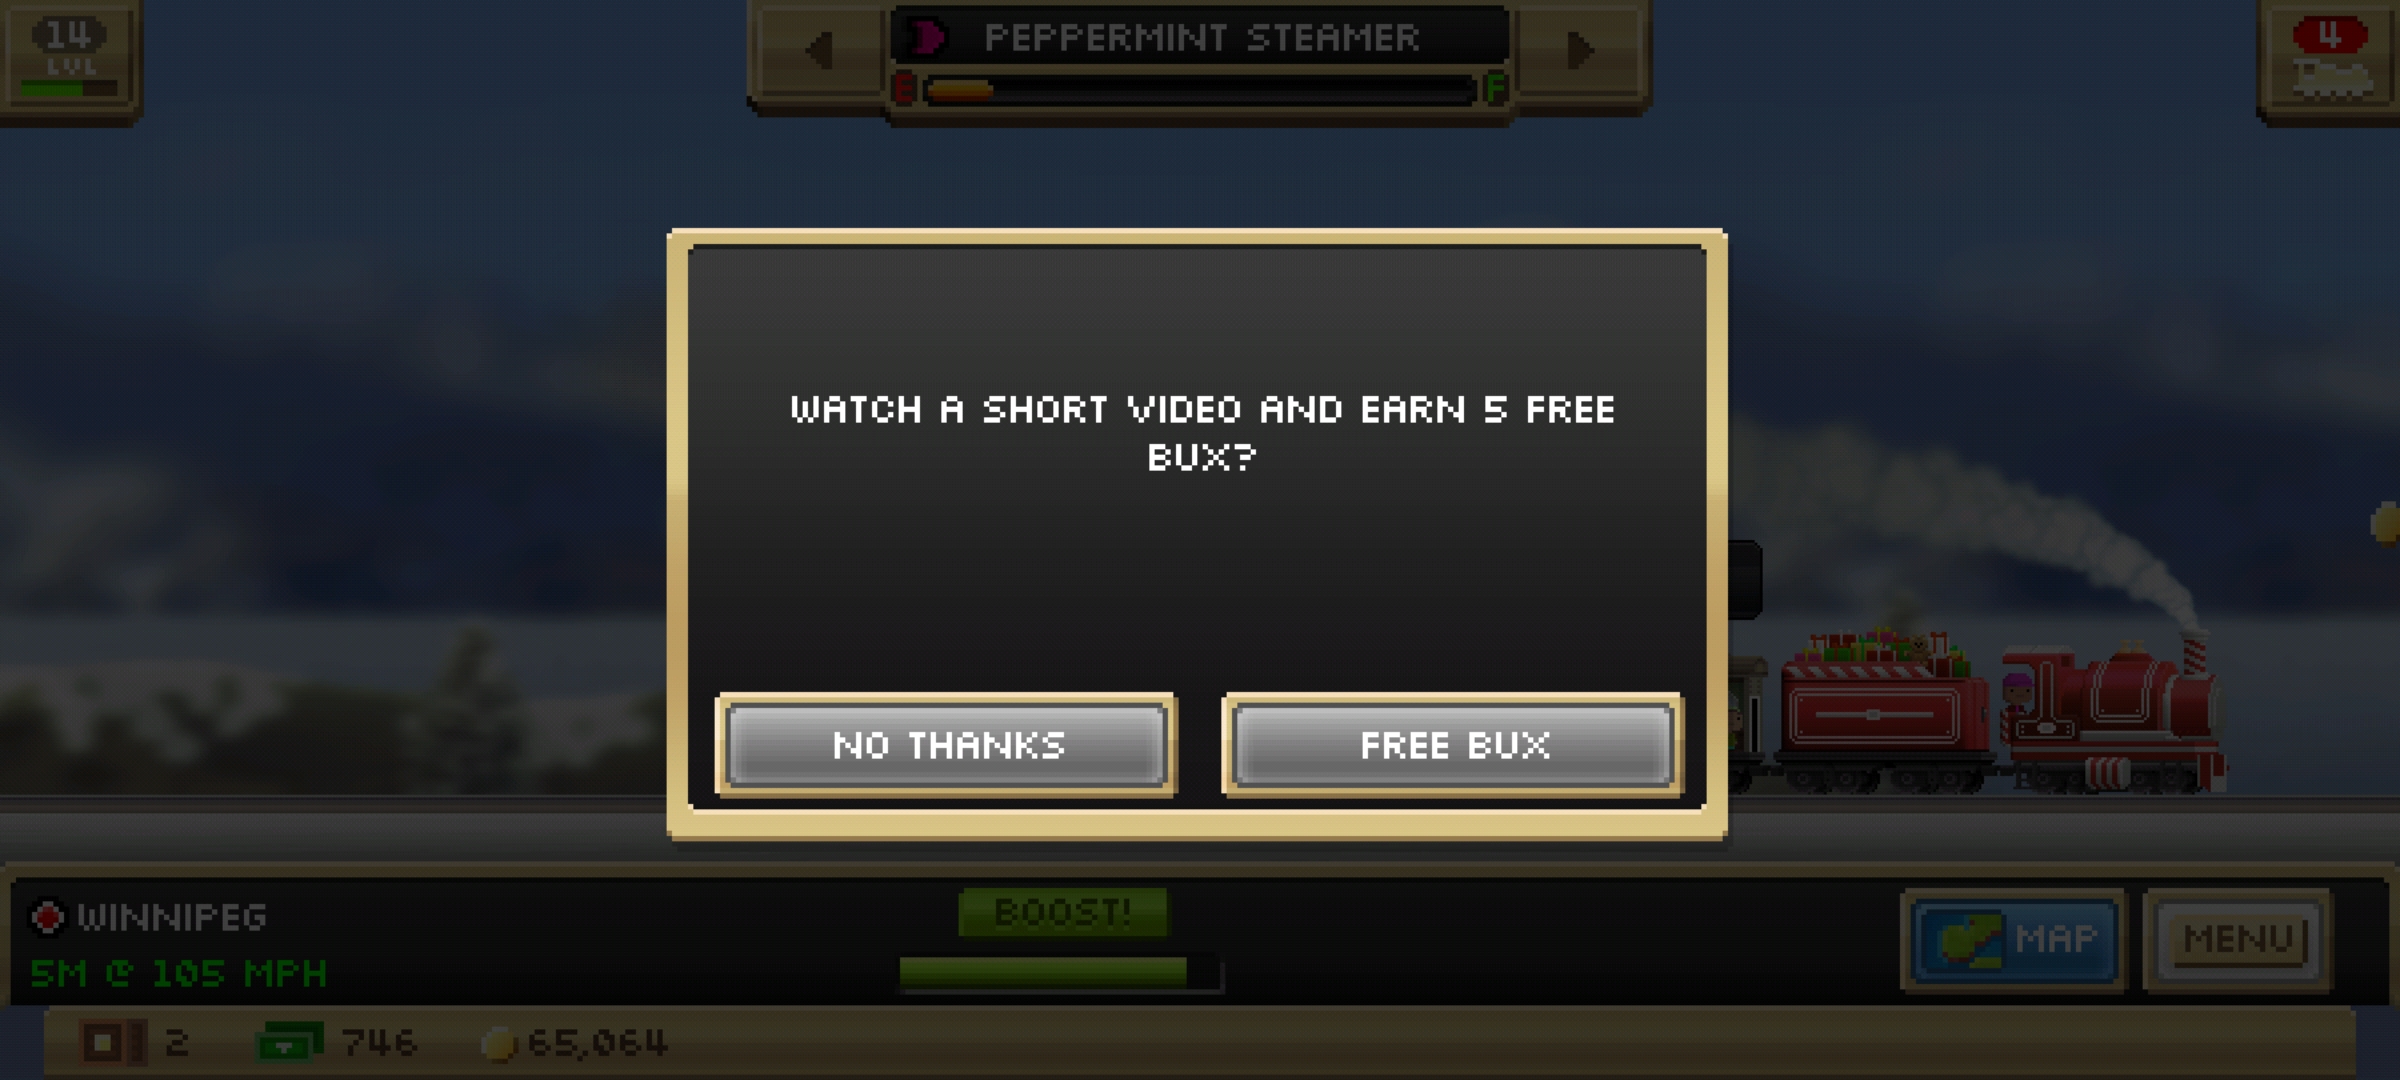 14
LVL
PEPPERMINT STEAMER
E F
4
WATCH A SHORT VIDEO AND EARN 5 FREE
BUX?
NO THANKS
FREE BUX
WINNIPEG
5M @ 105 MPH
BOOST!
MAP
MENU
2 746 65,064